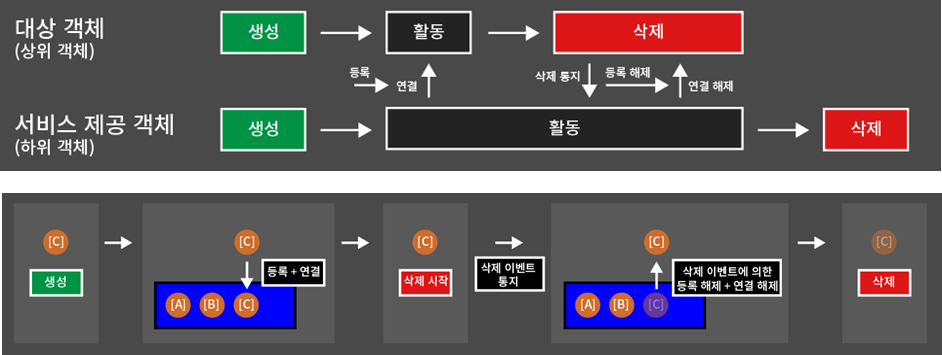 대상 객체
(상위 객체)
생성
활동
삭제
등록
연결
삭제 통지
등록 해제
연결 해제
서비스 제공 객체
(하위 객체)
생성
활동
삭제
[C]
생성
[C]
등록 + 연결
[A] [B] [C]
[C]
삭제 시작
삭제 이벤트
통지
[C]
삭제 이벤트에 의한
등록 해제 + 연결 해제
[A] [B] [C]
[C]
삭제